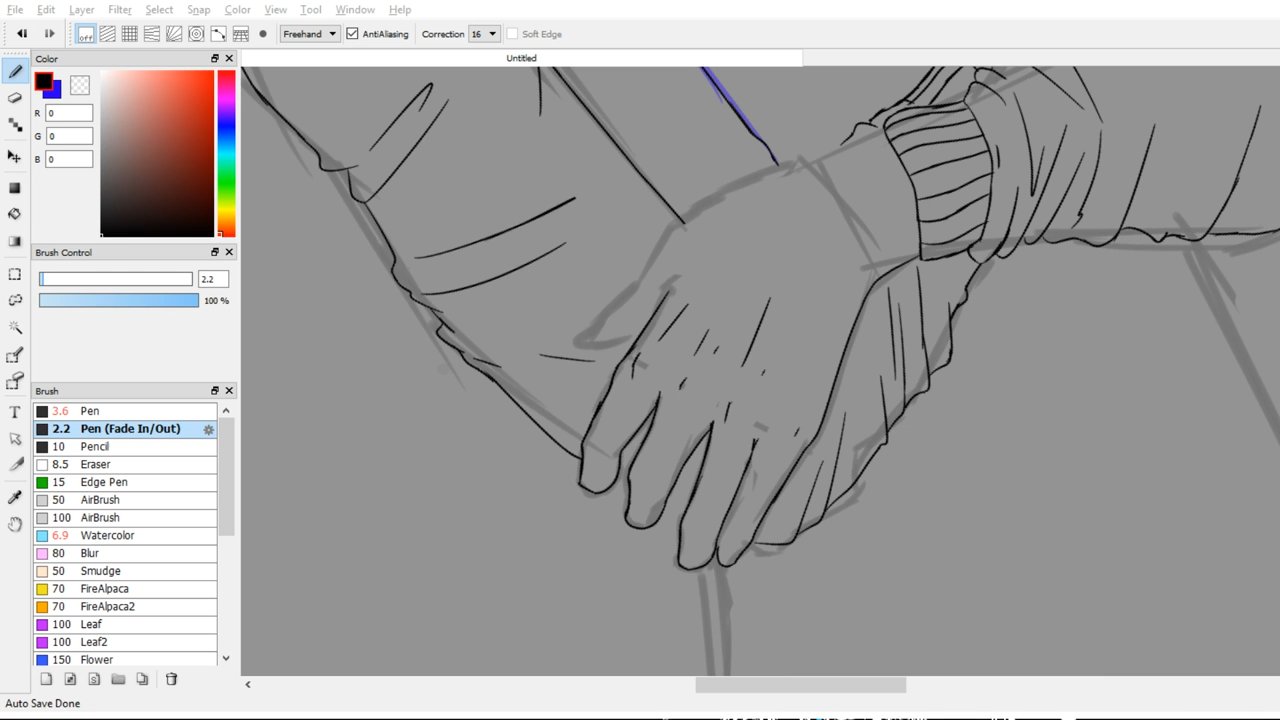 File Edit Layer Filter Select Snap Color View Tool Window Help
off Freehand AntiAliasing Correction 16 Soft Edge
Color
Untitled
R 0
G 0
B 0
Brush Control
2.2
100 %
Brush
3.6 Pen
2.2 Pen (Fade In/Out)
10 Pencil
8.5 Eraser
15 Edge Pen
50 AirBrush
100 AirBrush
6.9 Watercolor
80 Blur
50 Smudge
70 FireAlpaca
70 FireAlpaca2
100 Leaf
100 Leaf2
150 Flower
Auto Save Done